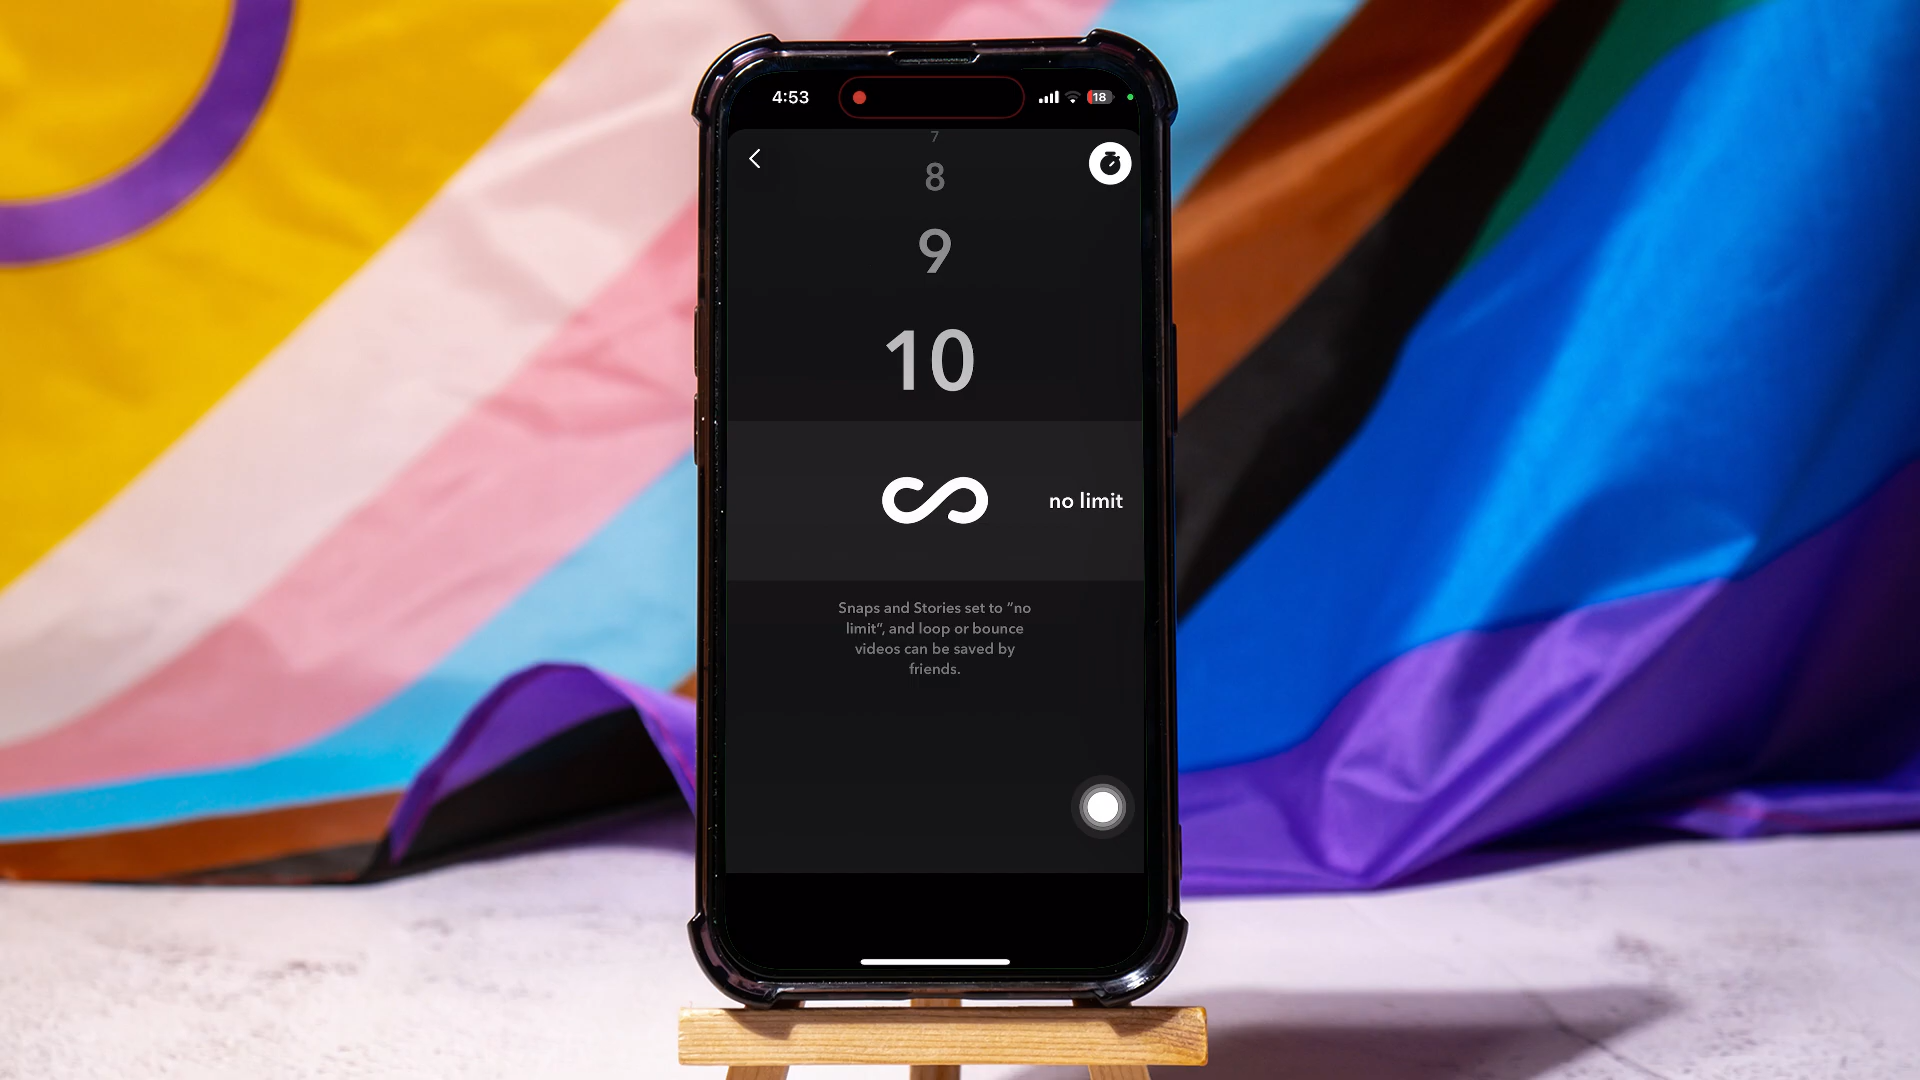 4:53
18
7
8
9
10
no limit
Snaps and Stories set to “no
limit”, and loop or bounce
videos can be saved by
friends.